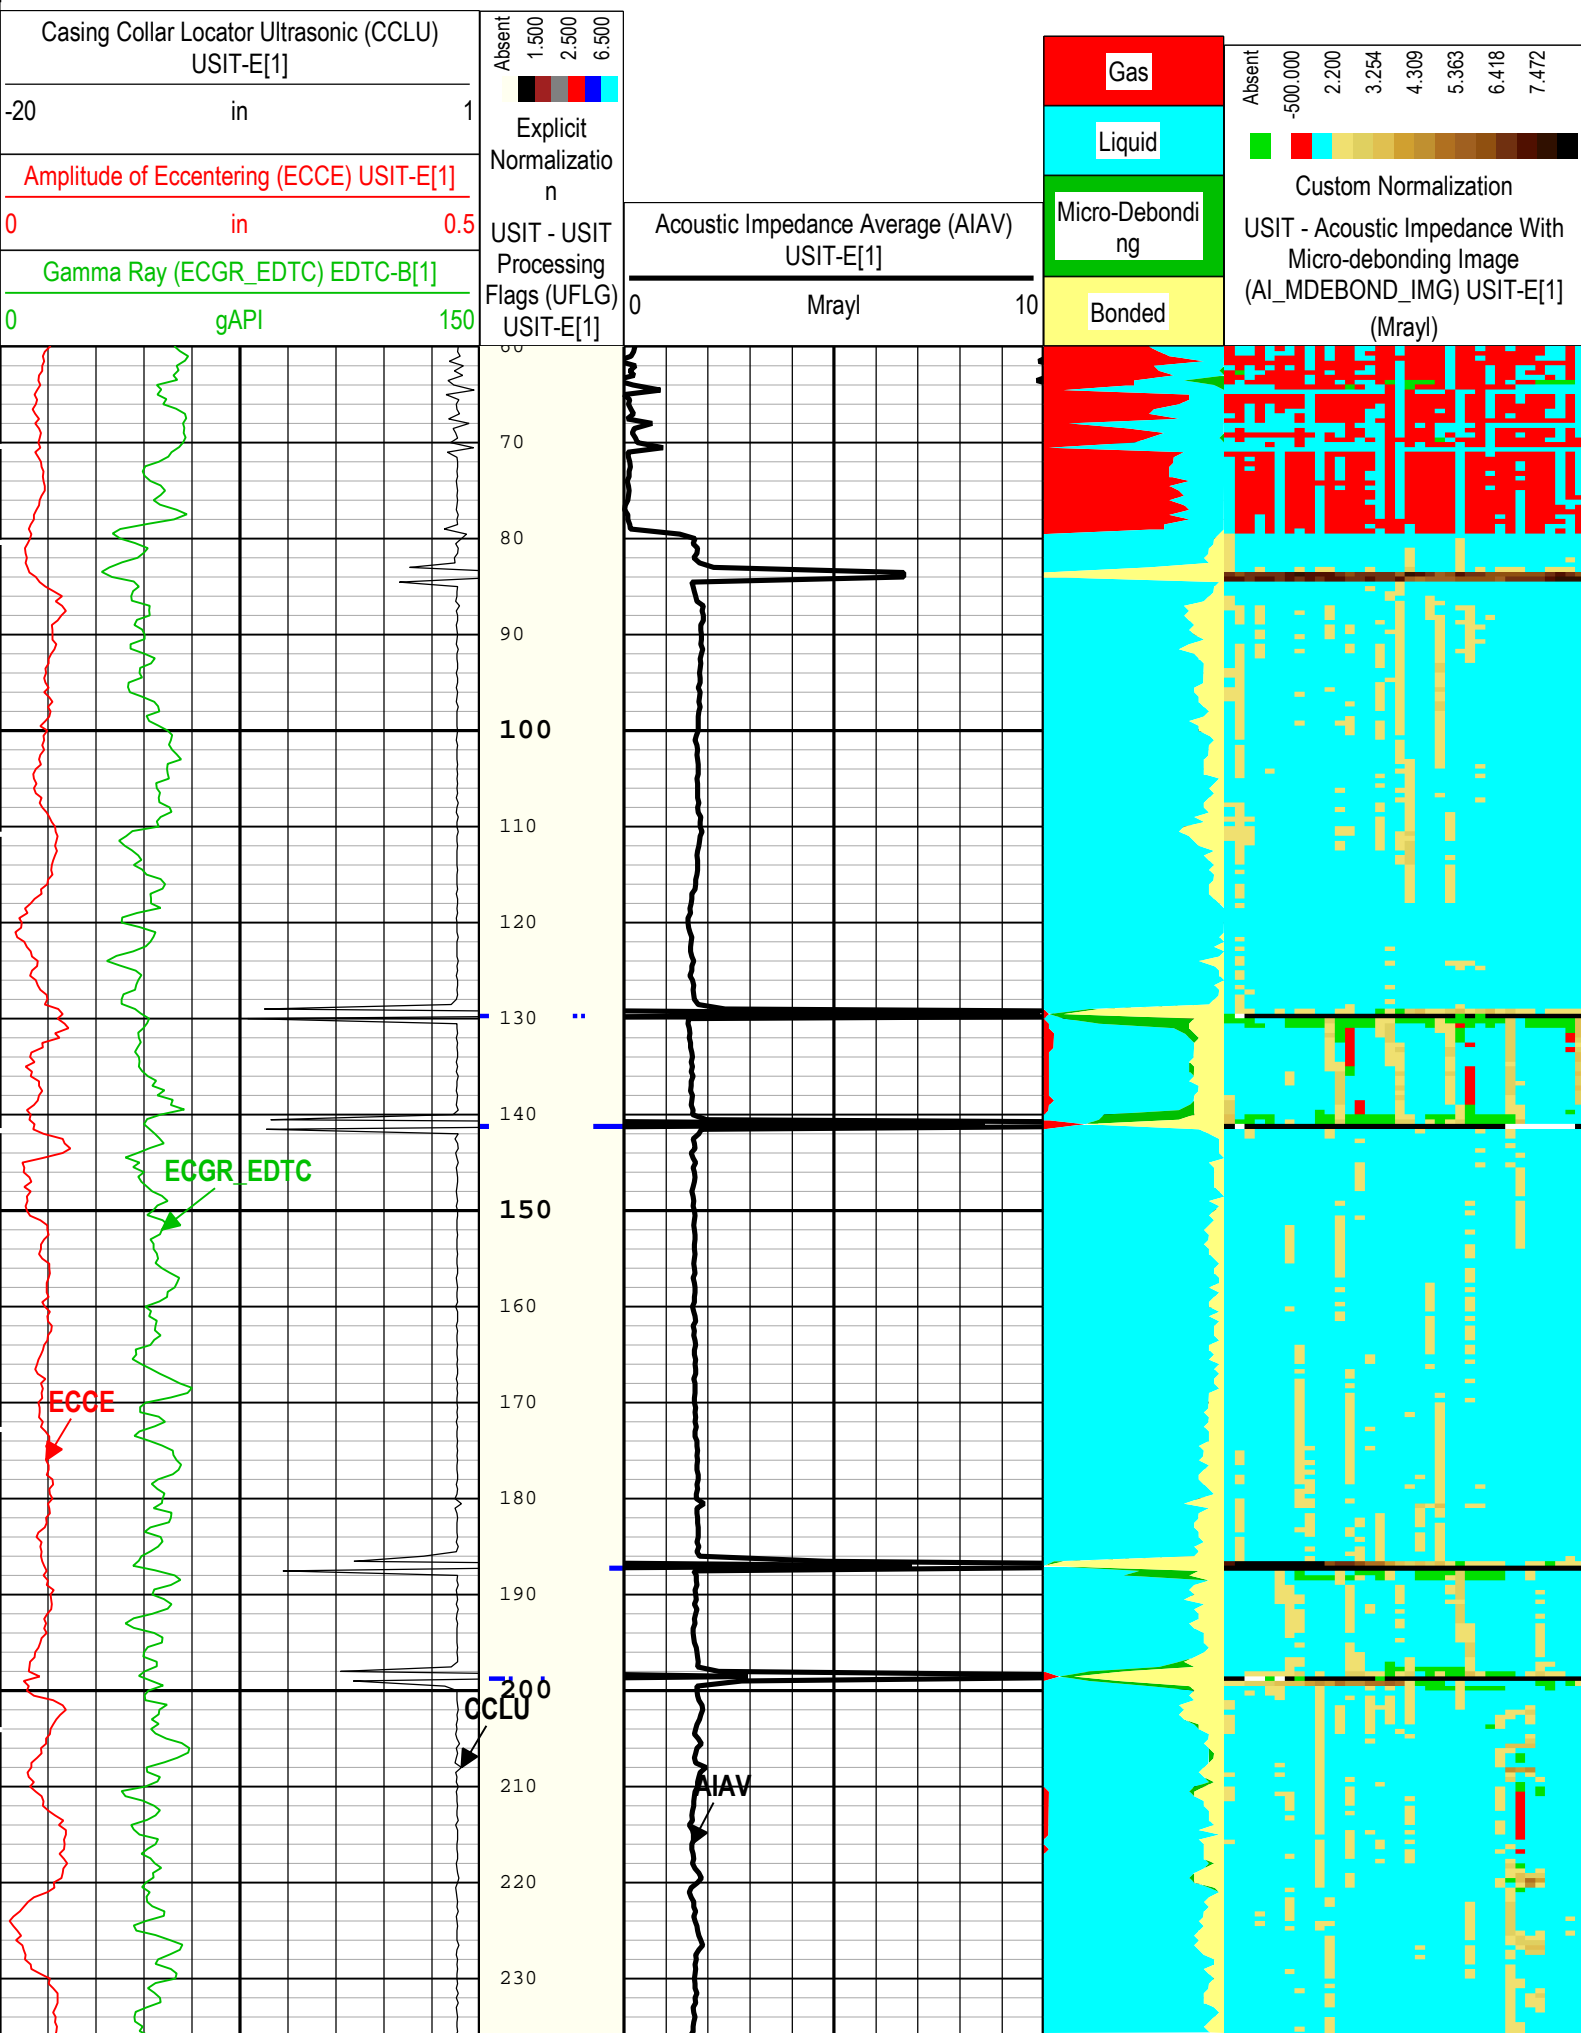 Casing Collar Locator Ultrasonic (CCLU)
USIT-E[1]
-20 in 1
Amplitude of Eccentering (ECCE) USIT-E[1]
0 in 0.5
Gamma Ray (ECGR_EDTC) EDTC-B[1]
0 gAPI 150
Absent
1.500
2.500
6.500
Explicit
Normalizatio
n
USIT - USIT
Processing
Flags (UFLG)
USIT-E[1]
Acoustic Impedance Average (AIAV)
USIT-E[1]
0 Mrayl 10
Gas
Liquid
Micro-Debondi
ng
Bonded
Absent
-500.000
2.200
3.254
4.309
5.363
6.418
7.472
Custom Normalization
USIT - Acoustic Impedance With
Micro-debonding Image
(AI_MDEBOND_IMG) USIT-E[1]
(Mrayl)
60
70
80
90
100
110
120
130
140
ECGR_EDTC
150
160
170
ECCE
180
190
200
CCLU
210
AIAV
220
230